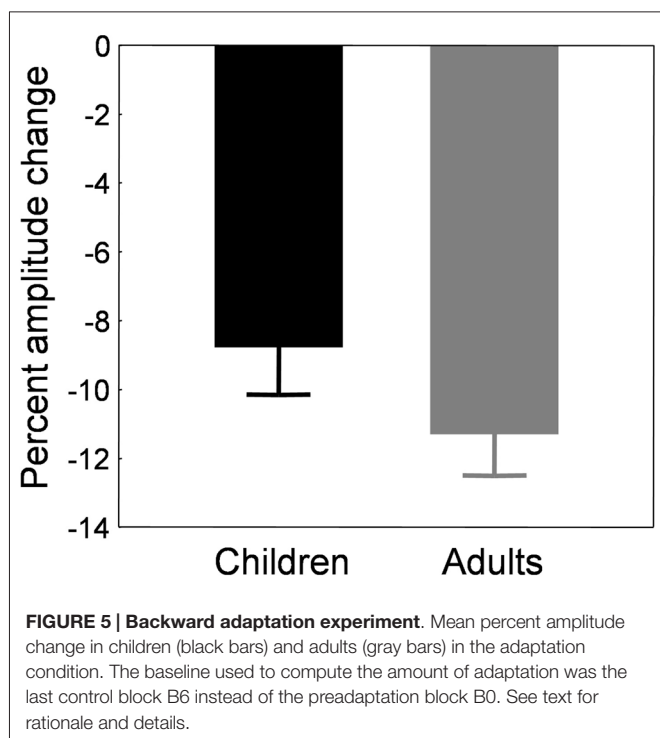 0
-2
-4
-6
-8
-10
-12
-14
Percent amplitude change
Children Adults
FIGURE 5 | Backward adaptation experiment. Mean percent amplitude
change in children (black bars) and adults (gray bars) in the adaptation
condition. The baseline used to compute the amount of adaptation was the
last control block B6 instead of the preadaptation block B0. See text for
rationale and details.